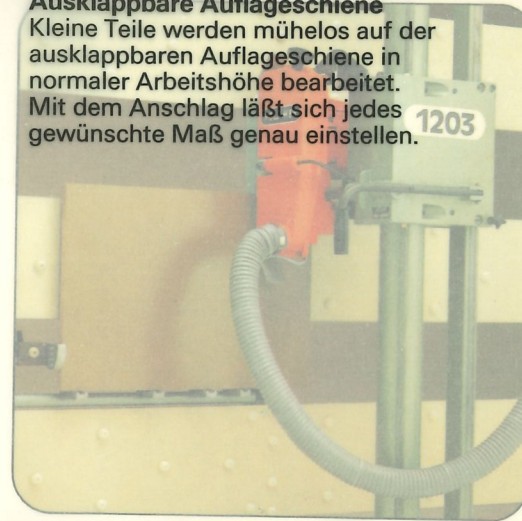 Ausklappbare Auflageschiene
Kleine Teile werden mühelos auf der
ausklappbaren Auflageschiene in
normaler Arbeitshöhe bearbeitet.
Mit dem Anschlag läßt sich jedes
gewünschte Maß genau einstellen.
1203